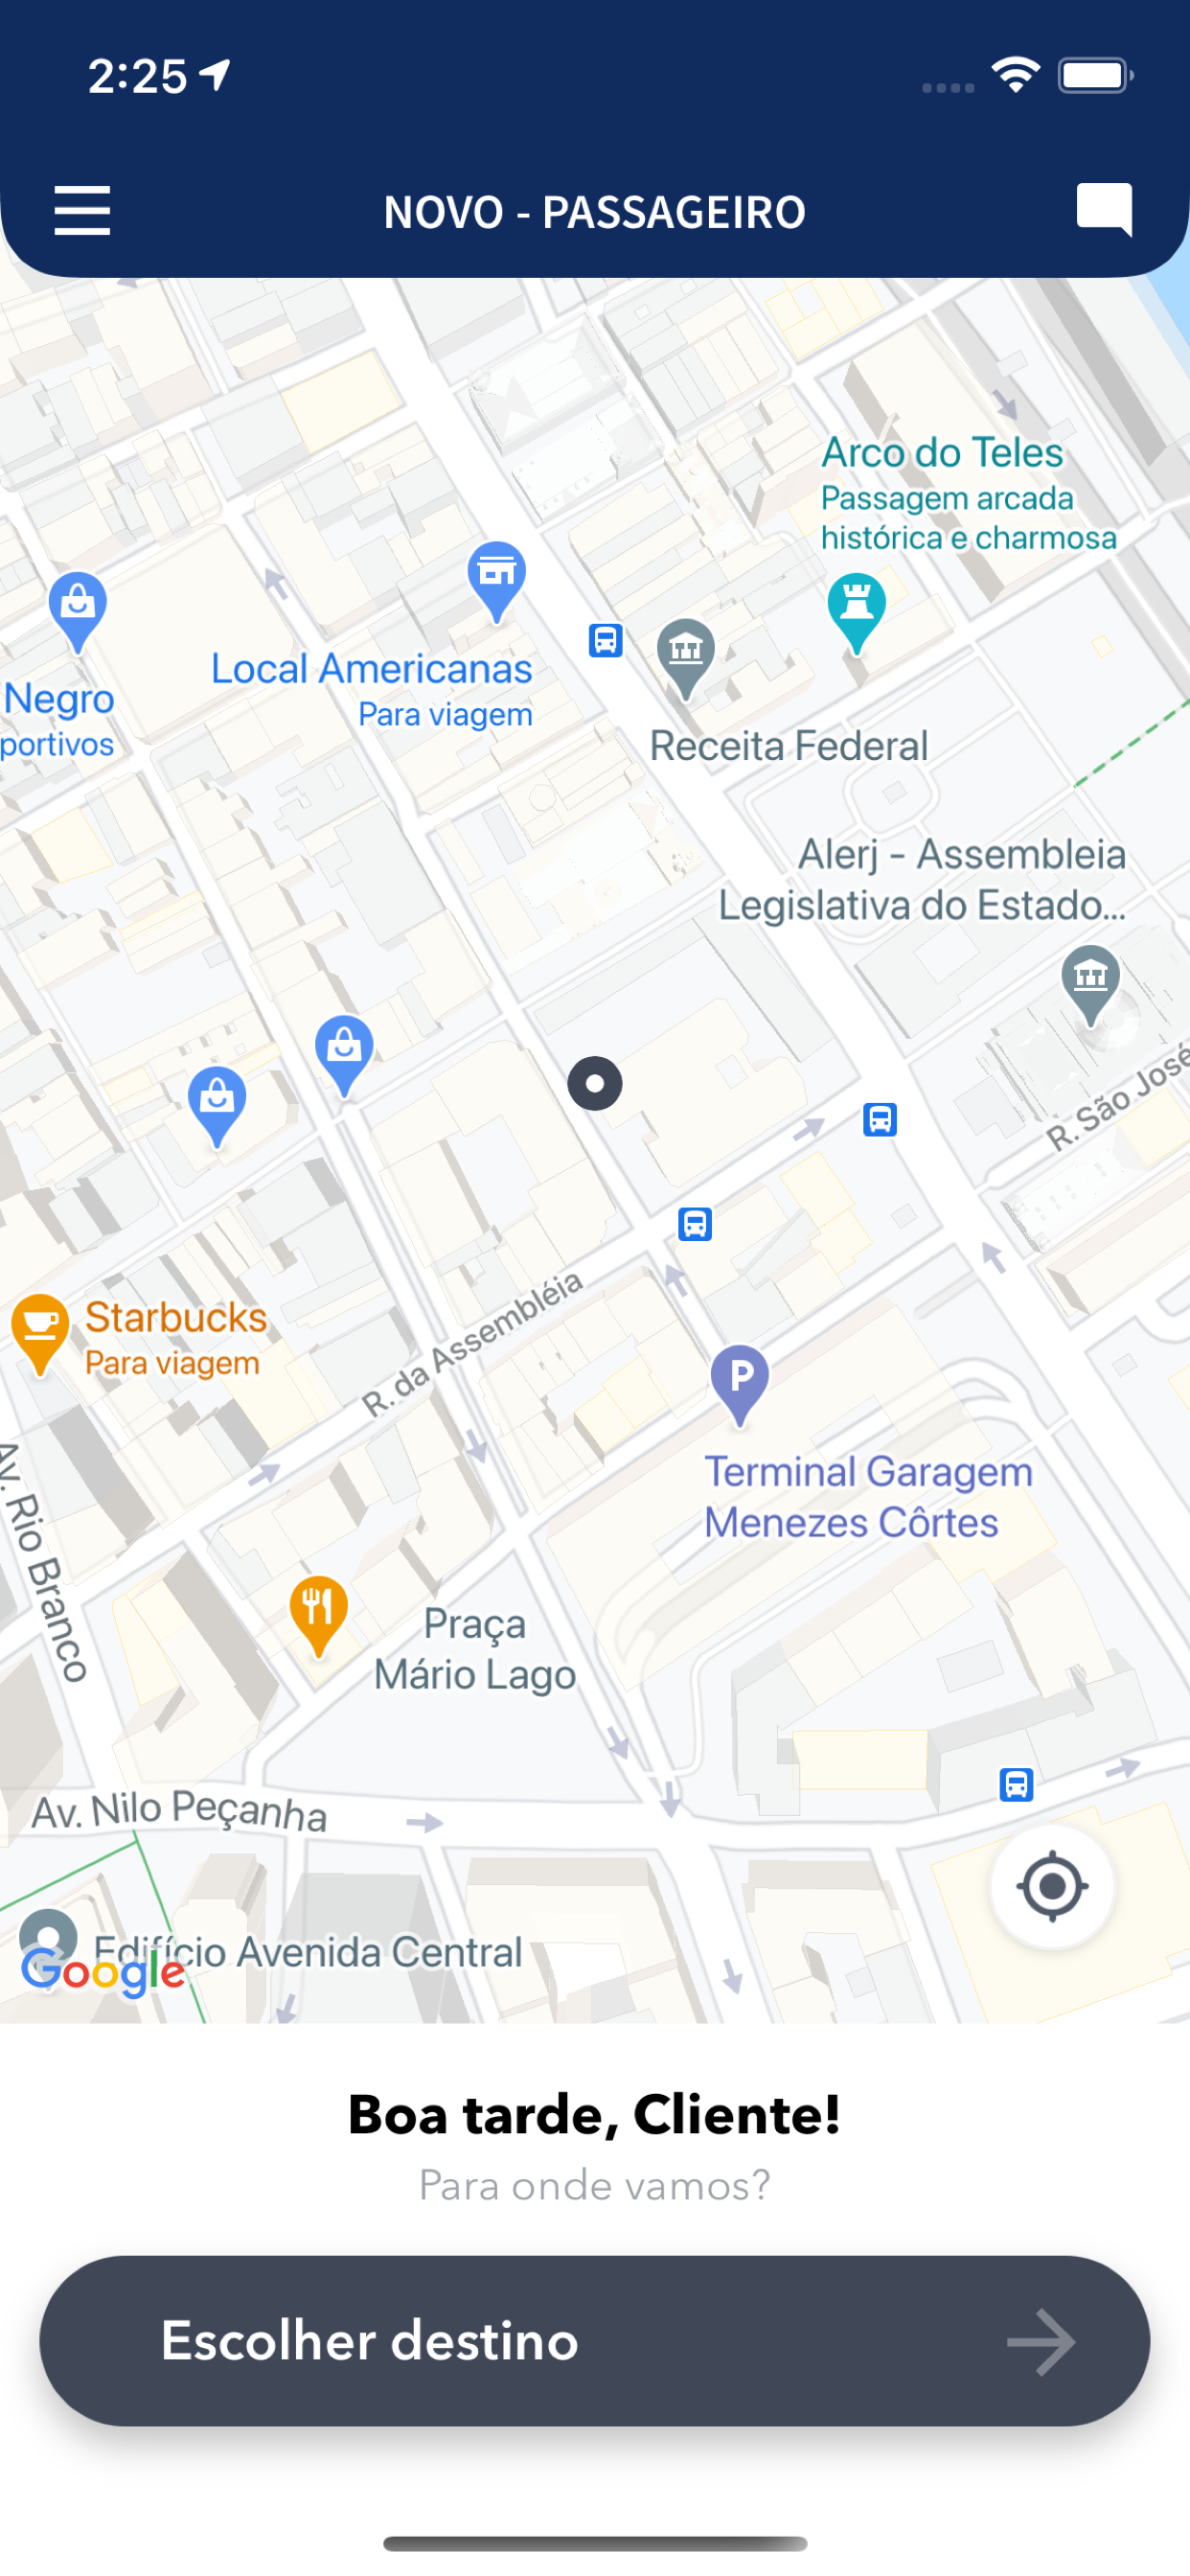 2:25
NOVO - PASSAGEIRO
Arco do Teles
Passagem arcada
histórica e charmosa
Local Americanas
Para viagem
Negro
portivos
Receita Federal
Alerj - Assembleia
Legislativa do Estado...
R. São José
Starbucks
Para viagem
R. da Assembléia
P
Terminal Garagem
Menezes Côrtes
Av. Rio Branco
Praça
Mário Lago
Av. Nilo Peçanha
Edifício Avenida Central
Google
Boa tarde, Cliente!
Para onde vamos?
Escolher destino